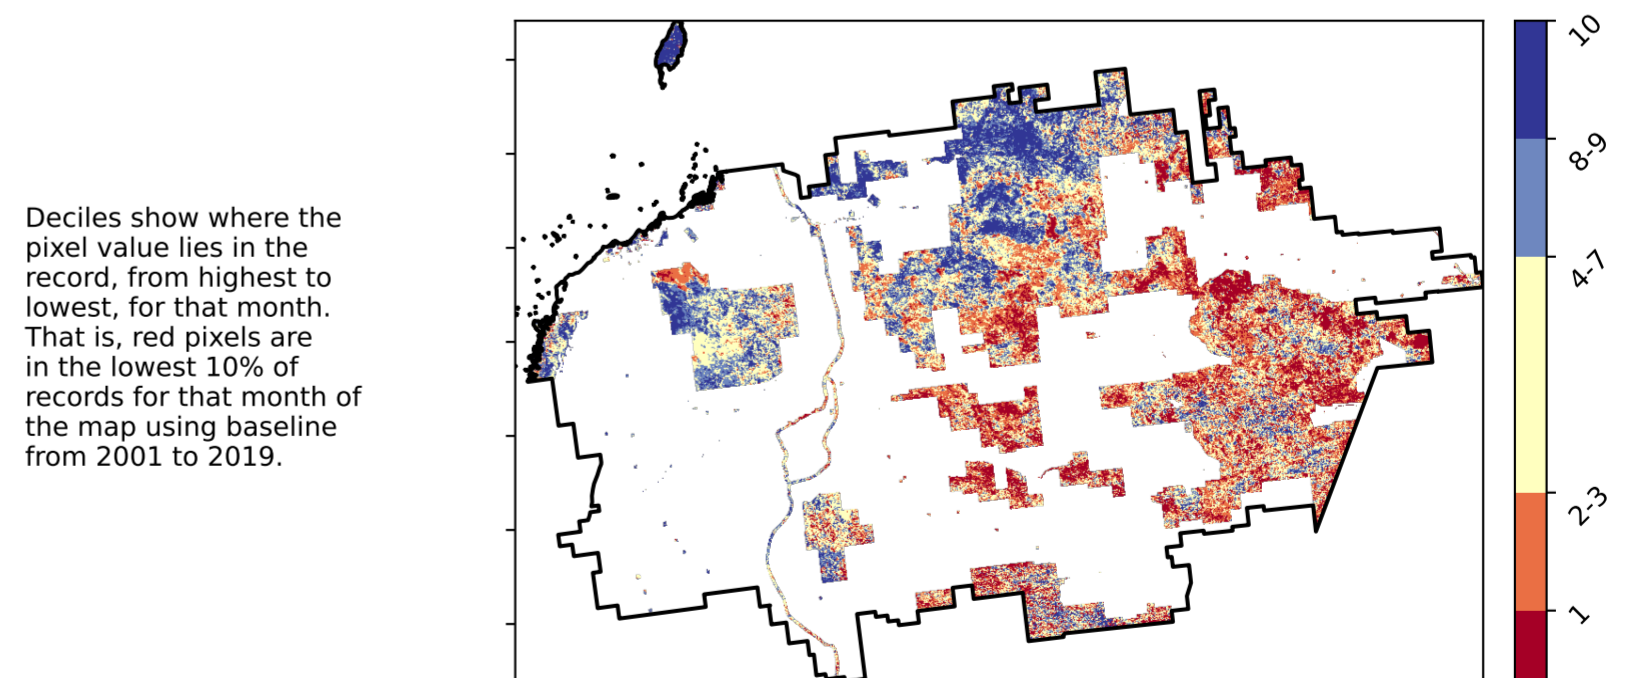 Deciles show where the
pixel value lies in the
record, from highest to
lowest, for that month.
That is, red pixels are
in the lowest 10% of
records for that month of
the map using baseline
from 2001 to 2019.
10
8-9
4-7
2-3
1